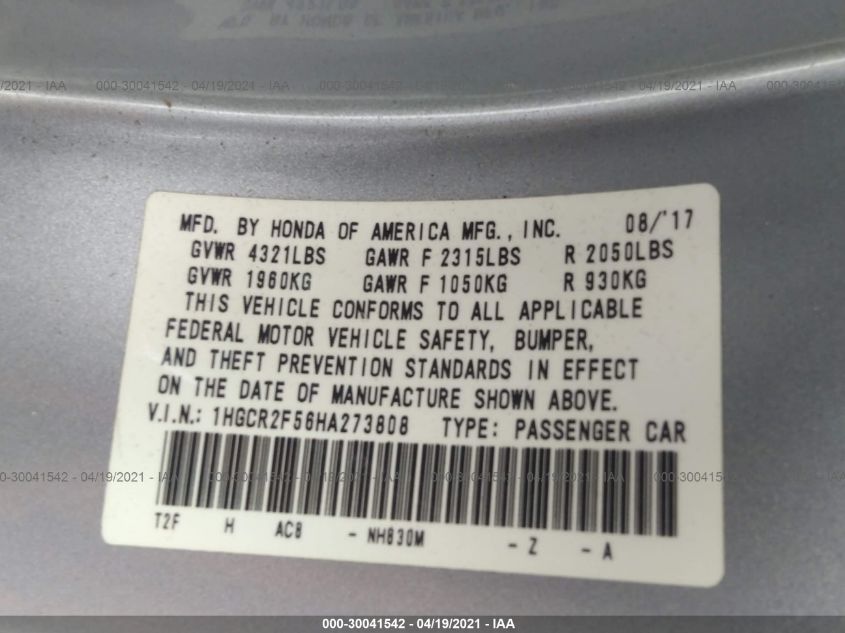 MFD. BY HONDA OF AMERICA MFG., INC. 08/'17
GVWR 4321LBS GAWR F 2315LBS R 2050LBS
GVWR 1960KG GAWR F 1050KG R 930KG
THIS VEHICLE CONFORMS TO ALL APPLICABLE
FEDERAL MOTOR VEHICLE SAFETY, BUMPER,
AND THEFT PREVENTION STANDARDS IN EFFECT
ON THE DATE OF MANUFACTURE SHOWN ABOVE.
V.I.N.: 1HGCR2F56HA273808 TYPE: PASSENGER CAR
T2F H AC8 - NH830M - Z - A
000-30041542 - 04/19/2021 - IAA